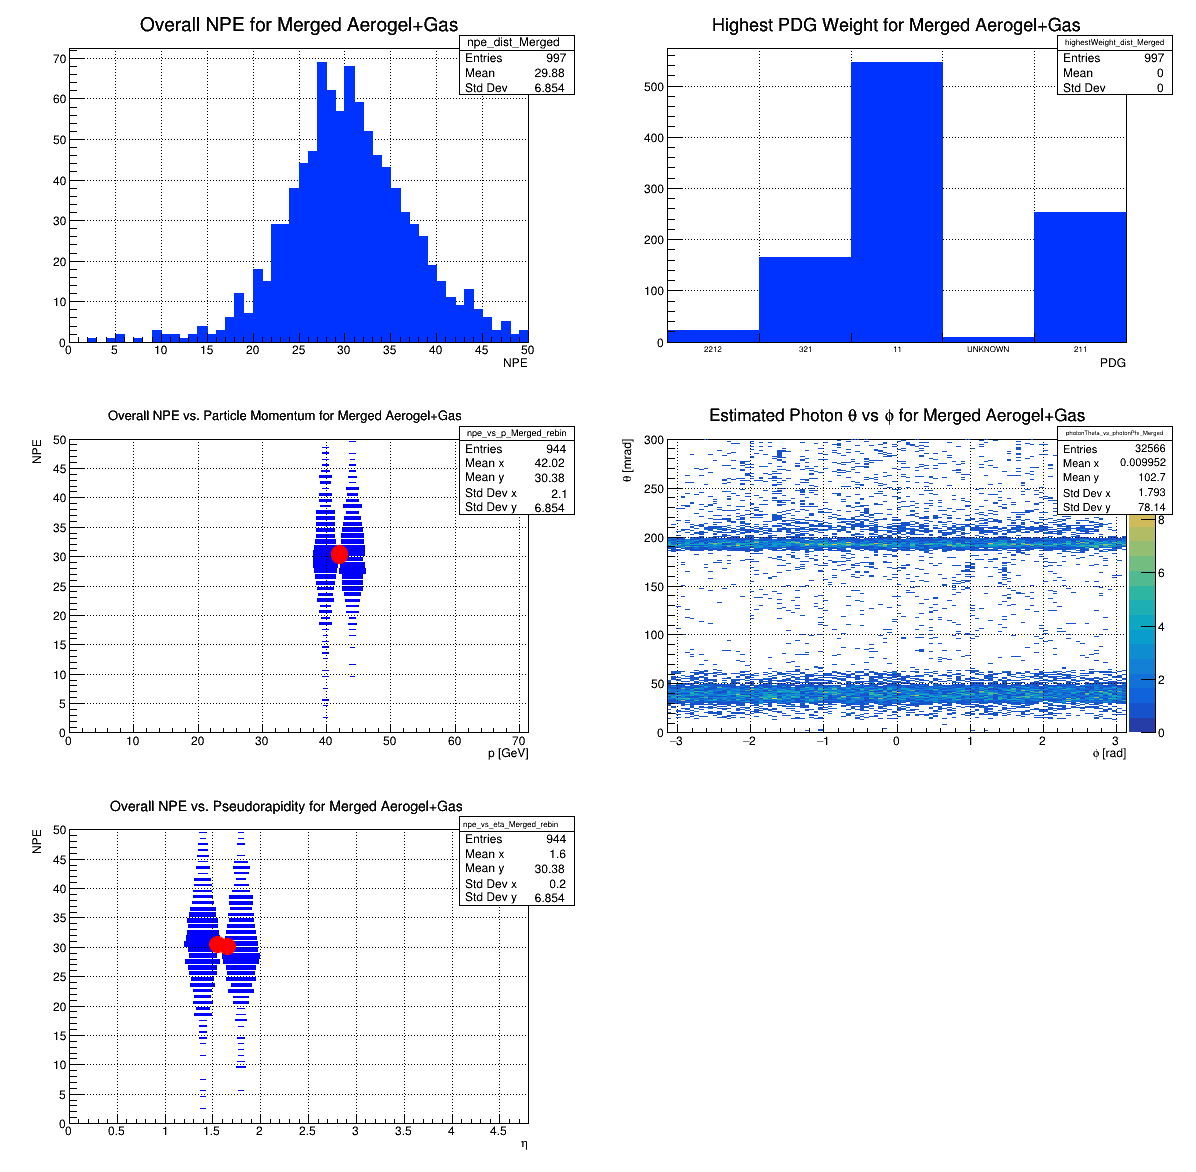 Overall NPE for Merged Aerogel+Gas
npe_dist_Merged
Entries 997
Mean 29.88
Std Dev 6.854
70
60
50
40
30
20
10
0
0 5 10 15 20 25 30 35 40 45 50
NPE
Highest PDG Weight for Merged Aerogel+Gas
highestWeight_dist_Merged
Entries 997
Mean 0
Std Dev 0
500
400
300
200
100
0
2212 321 11 UNKNOWN 211
PDG
Overall NPE vs. Particle Momentum for Merged Aerogel+Gas
npe_vs_p_Merged_rebin
Entries 944
Mean x 42.02
Mean y 30.38
Std Dev x 2.1
Std Dev y 6.854
NPE
50
45
40
35
30
25
20
15
10
5
0
0 10 20 30 40 50 60 70
p [GeV]
Estimated Photon θ vs ϕ for Merged Aerogel+Gas
photonTheta_vs_photonPhi_Merged
Entries 32566
Mean x 0.009952
Mean y 102.7
Std Dev x 1.793
Std Dev y 78.14
θ [mrad]
300
250
200
150
100
50
0
−3 −2 −1 0 1 2 3
ϕ [rad]
8
6
4
2
0
Overall NPE vs. Pseudorapidity for Merged Aerogel+Gas
npe_vs_eta_Merged_rebin
Entries 944
Mean x 1.6
Mean y 30.38
Std Dev x 0.2
Std Dev y 6.854
NPE
50
45
40
35
30
25
20
15
10
5
0
0 0.5 1 1.5 2 2.5 3 3.5 4 4.5
η